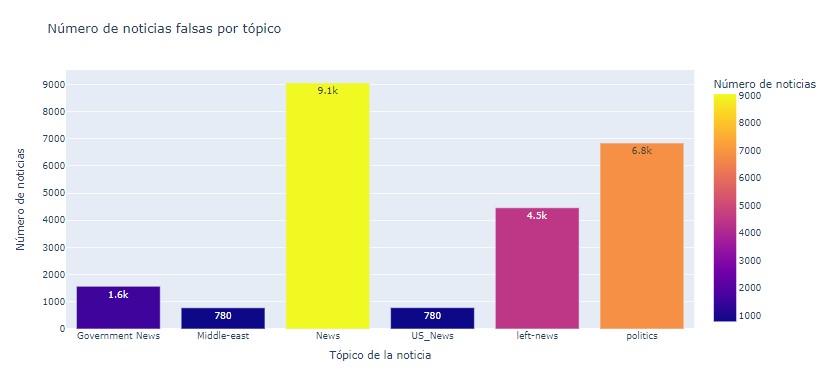 Número de noticias falsas por tópico
Número de noticias
9000
8000
7000
6000
5000
4000
3000
2000
1000
0
1.6k
780
9.1k
780
4.5k
6.8k
Government News
Middle-east
News
US_News
left-news
politics
Tópico de la noticia
Número de noticias
9000
8000
7000
6000
5000
4000
3000
2000
1000